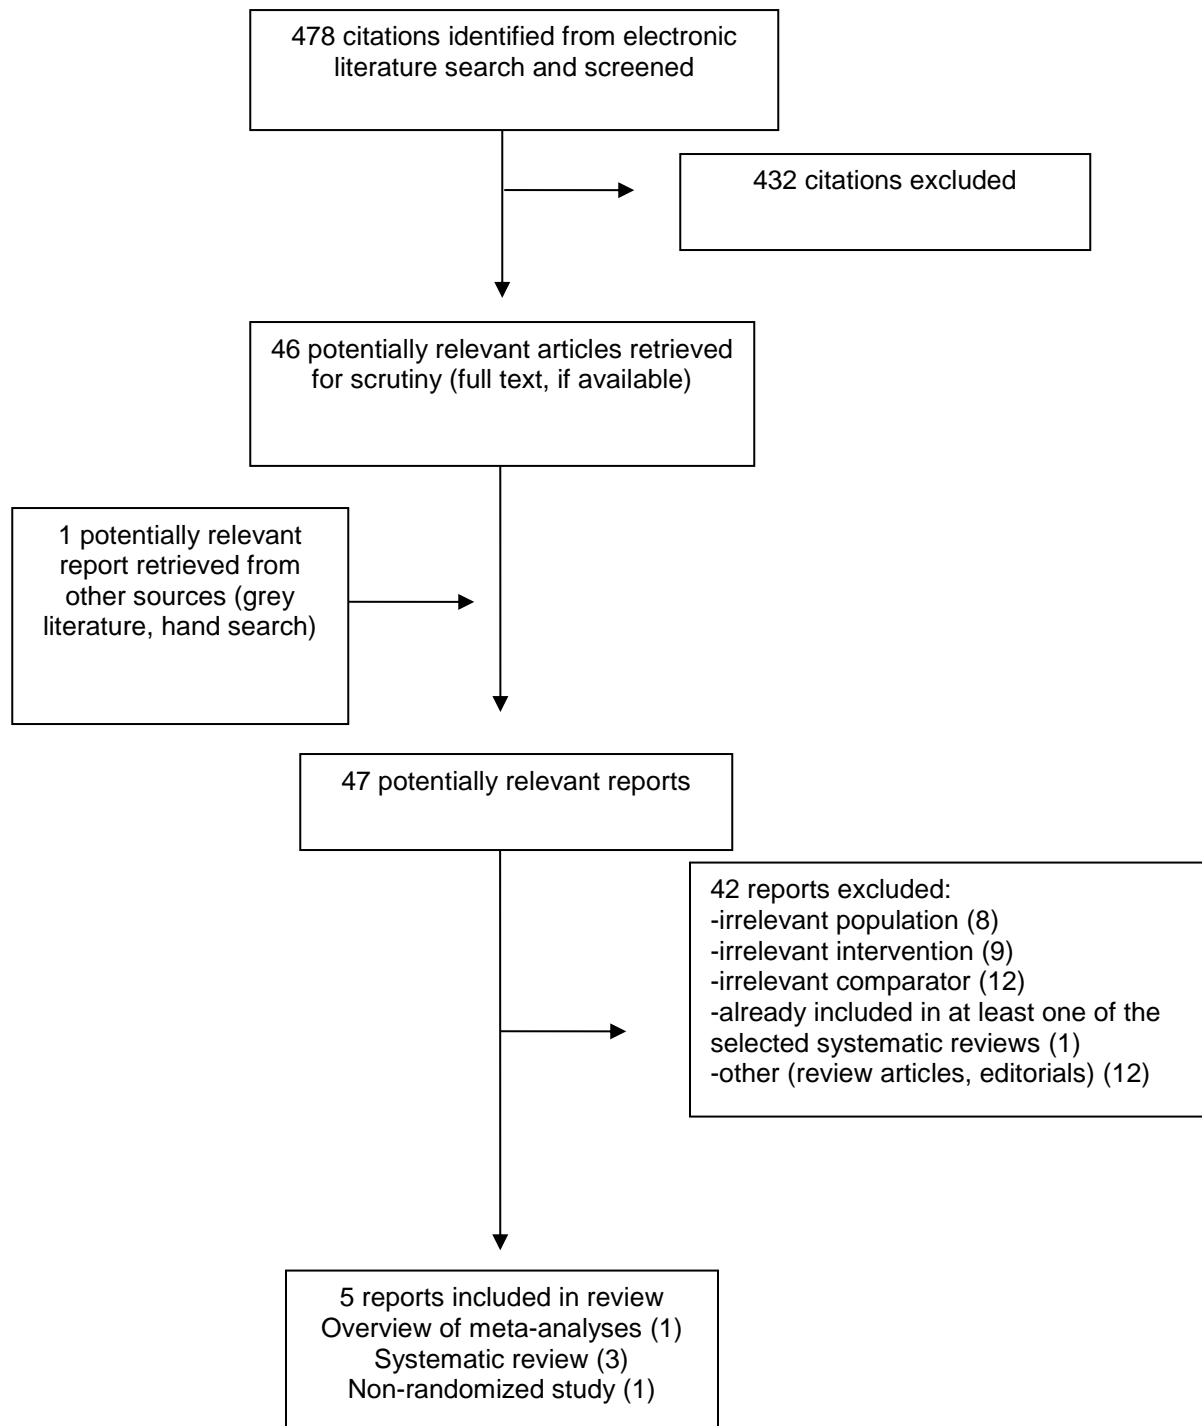 478 citations identified from electronic
literature search and screened
432 citations excluded
46 potentially relevant articles retrieved
for scrutiny (full text, if available)
1 potentially relevant
report retrieved from
other sources (grey
literature, hand search)
47 potentially relevant reports
42 reports excluded:
-irrelevant population (8)
-irrelevant intervention (9)
-irrelevant comparator (12)
-already included in at least one of the
selected systematic reviews (1)
-other (review articles, editorials) (12)
5 reports included in review
Overview of meta-analyses (1)
Systematic review (3)
Non-randomized study (1)